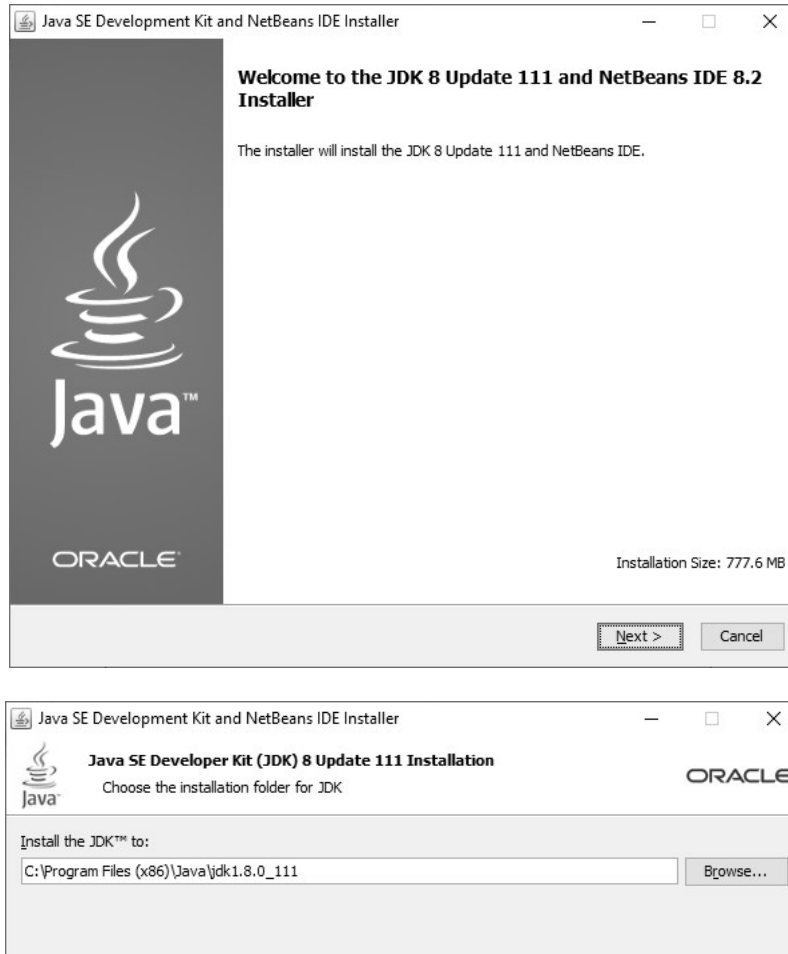 Java SE Development Kit and NetBeans IDE Installer
Welcome to the JDK 8 Update 111 and NetBeans IDE 8.2
Installer
The installer will install the JDK 8 Update 111 and NetBeans IDE.
Java™
ORACLE
Installation Size: 777.6 MB
Next >
Cancel
Java SE Development Kit and NetBeans IDE Installer
Java
Java SE Developer Kit (JDK) 8 Update 111 Installation
Choose the installation folder for JDK
ORACLE
Install the JDK™ to:
C:\Program Files (x86)\Java\jdk1.8.0_111
Browse...